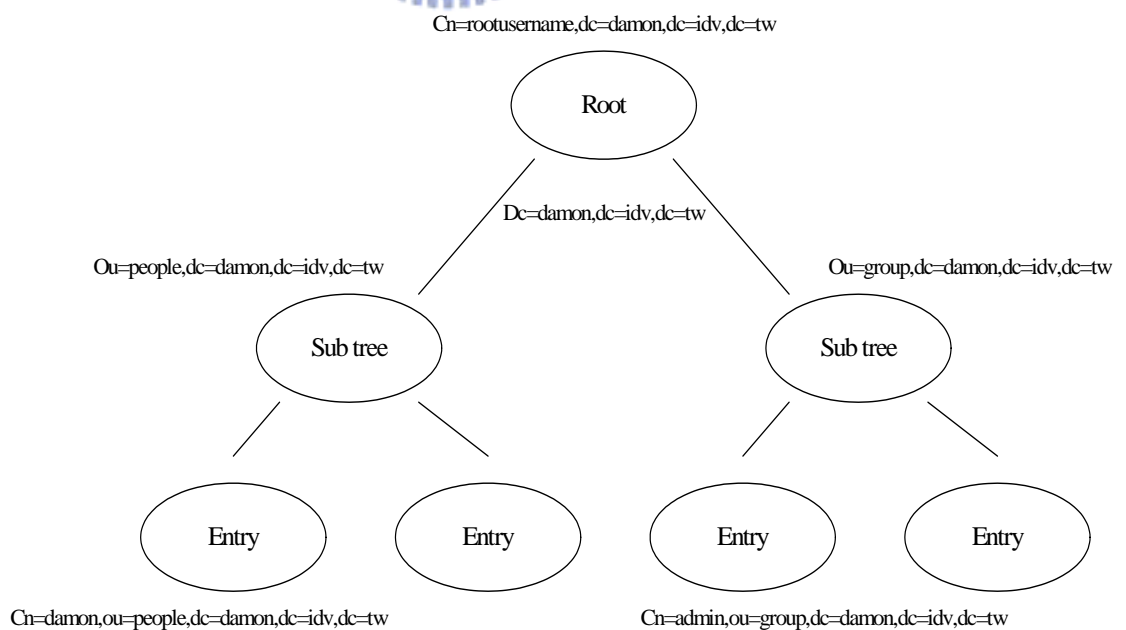 Cn=rootusername,dc=damon,dc=idv,dc=tw
Root
Dc=damon,dc=idv,dc=tw
Ou=people,dc=damon,dc=idv,dc=tw
Ou=group,dc=damon,dc=idv,dc=tw
Sub tree
Sub tree
Entry
Entry
Entry
Entry
Cn=damon,ou=people,dc=damon,dc=idv,dc=tw
Cn=admin,ou=group,dc=damon,dc=idv,dc=tw